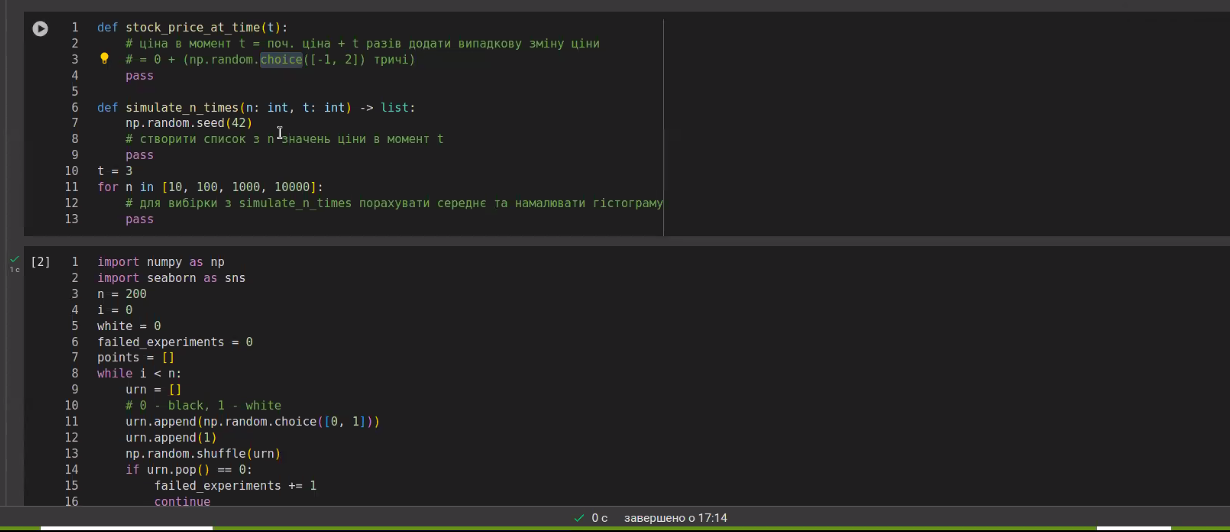 1 def stock_price_at_time(t):
2 # ціна в момент t = поч. ціна + t разів додати випадкову зміну ціни
3 # = 0 + (np.random.choice([-1, 2]) тричі)
4 pass
5
6 def simulate_n_times(n: int, t: int) -> list:
7 np.random.seed(42)
8 # створити список з n значень ціни в момент t
9 pass
10 t = 3
11 for n in [10, 100, 1000, 10000]:
12 # для вибірки з simulate_n_times порахувати середнє та намалювати гістограму
13 pass
[2] 1 import numpy as np
1 с
2 import seaborn as sns
3 n = 200
4 i = 0
5 white = 0
6 failed_experiments = 0
7 points = []
8 while i < n:
9 urn = []
10 # 0 - black, 1 - white
11 urn.append(np.random.choice([0, 1]))
12 urn.append(1)
13 np.random.shuffle(urn)
14 if urn.pop() == 0:
15 failed_experiments += 1
16 continue
0 с завершено о 17:14